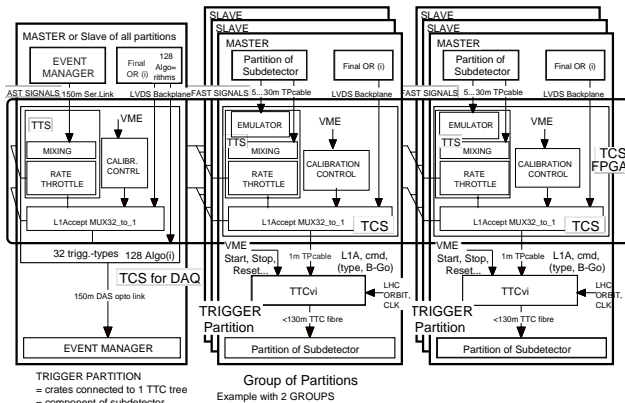 SLAVE
SLAVE
MASTER
SLAVE
SLAVE
MASTER
MASTER or Slave of all partitions
EVENT
MANAGER
Final
OR (i)
128
Algo=
rithms
Partition of
Subdetector
Final OR (i)
Partition of
Subdetector
Final OR (i)
AST SIGNALS 150m Ser.Link
LVDS Backplane
FAST SIGNALS 5...30m TPcable
LVDS Backplane
FAST SIGNALS 5...30m TPcable
LVDS Backplane
TTS
VME
MIXING
RATE
THROTTLE
CALIBR.
CONTRL
L1Accept MUX32_to_1
EMULATOR
VME
TTS
MIXING
RATE
THROTTLE
CALIBRATION
CONTROL
L1Accept MUX32_to_1
TCS
EMULATOR
VME
TTS
MIXING
RATE
THROTTLE
CALIBRATION
CONTROL
L1Accept MUX32_to_1
TCS
TCS
FPGA
32 trigg.-types 128 Algo(i)
TCS for DAQ
150m DAS opto link
EVENT MANAGER
VME
Start, Stop,
Reset...
1m TPcable
L1A, cmd,
(type, B-Go)
TTCvi
LHC
ORBIT,
CLK
TRIGGER
Partition
<130m TTC fibre
Partition of Subdetector
VME
Start, Stop,
Reset...
1m TPcable
L1A, cmd,
(type, B-Go)
TTCvi
LHC
ORBIT,
CLK
TRIGGER
Partition
<130m TTC fibre
Partition of Subdetector
TRIGGER PARTITION
= crates connected to 1 TTC tree
= component of subdetector
Group of Partitions
Example with 2 GROUPS